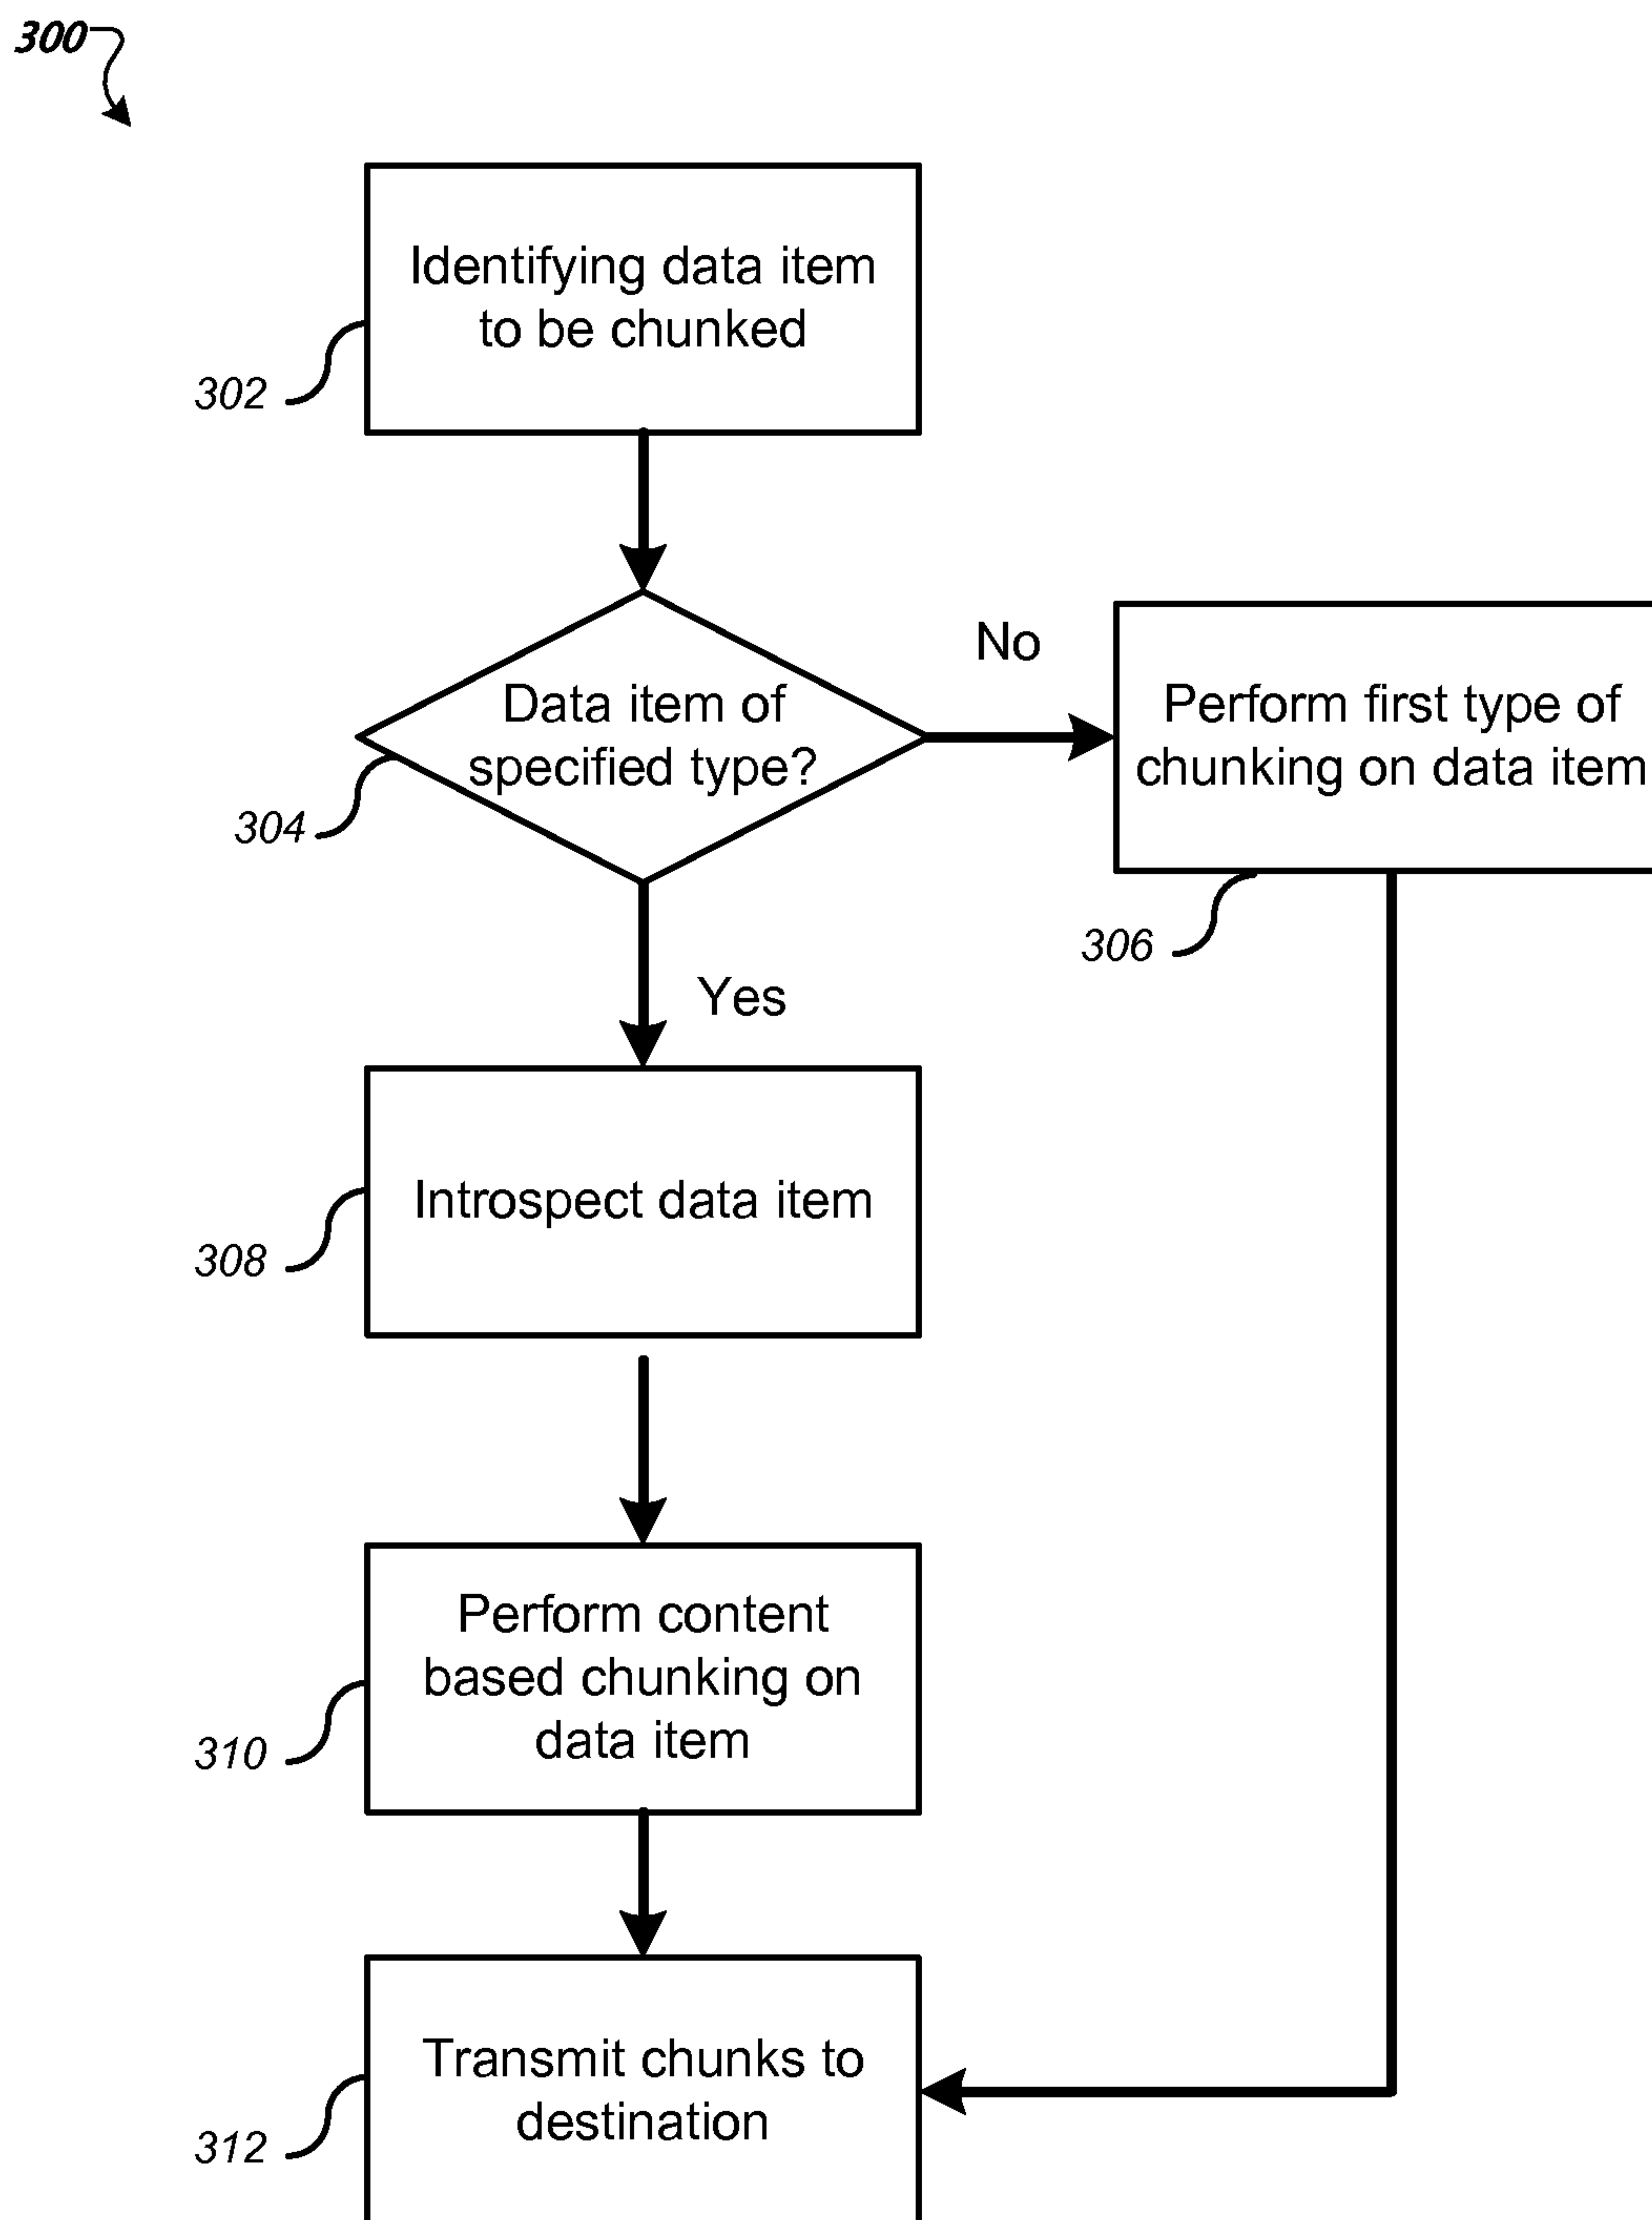 300
Identifying data item
to be chunked
302
Data item of
specified type?
304
No
Perform first type of
chunking on data item
306
Yes
Introspect data item
308
Perform content
based chunking on
data item
310
Transmit chunks to
destination
312